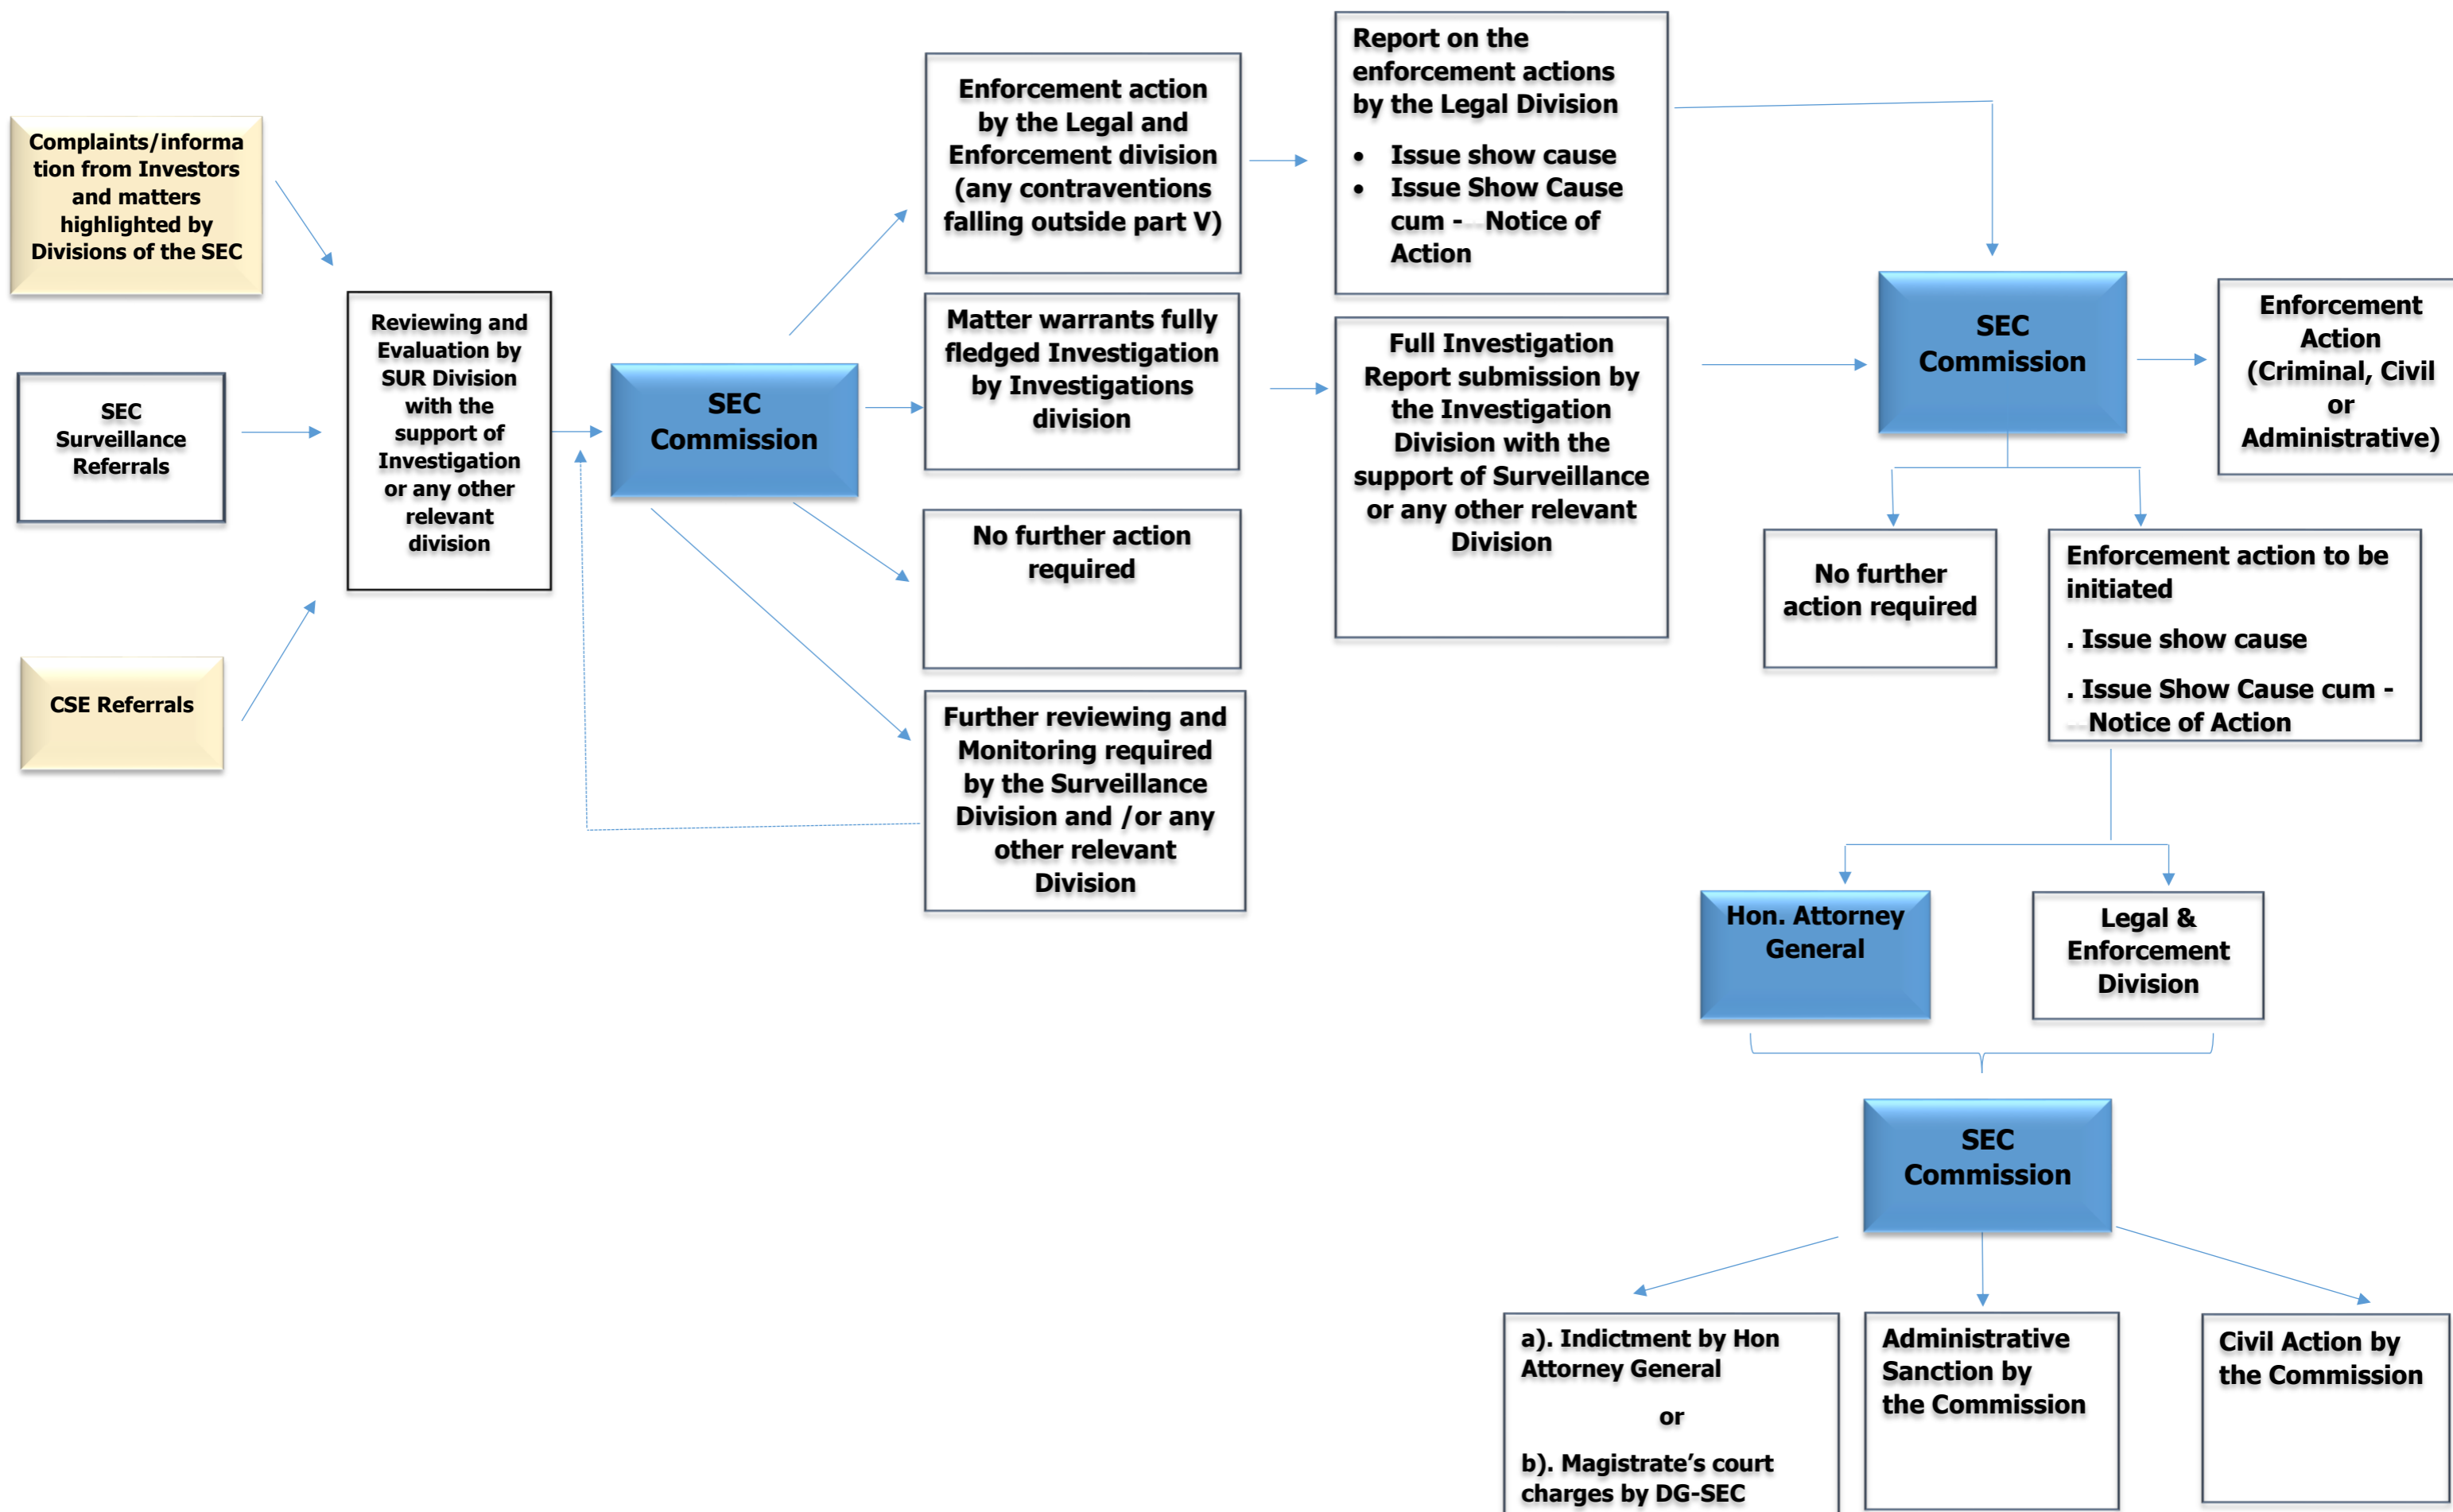 Complaints/informa
tion from Investors
and matters
highlighted by
Divisions of the SEC
SEC
Surveillance
Referrals
CSE Referrals
Reviewing and
Evaluation by
SUR Division
with the
support of
Investigation
or any other
relevant
division
SEC
Commission
Enforcement action
by the Legal and
Enforcement division
(any contraventions
falling outside part V)
Matter warrants fully
fledged Investigation
by Investigations
division
No further action
required
Further reviewing and
Monitoring required
by the Surveillance
Division and /or any
other relevant
Division
Report on the
enforcement actions
by the Legal Division
• Issue show cause
• Issue Show Cause
cum - Notice of
Action
Full Investigation
Report submission by
the Investigation
Division with the
support of Surveillance
or any other relevant
Division
SEC
Commission
Enforcement
Action
(Criminal, Civil
or
Administrative)
No further
action required
Enforcement action to be
initiated
. Issue show cause
. Issue Show Cause cum -
Notice of Action
Hon. Attorney
General
Legal &
Enforcement
Division
SEC
Commission
a). Indictment by Hon
Attorney General
or
b). Magistrate’s court
charges by DG-SEC
Administrative
Sanction by
the Commission
Civil Action by
the Commission